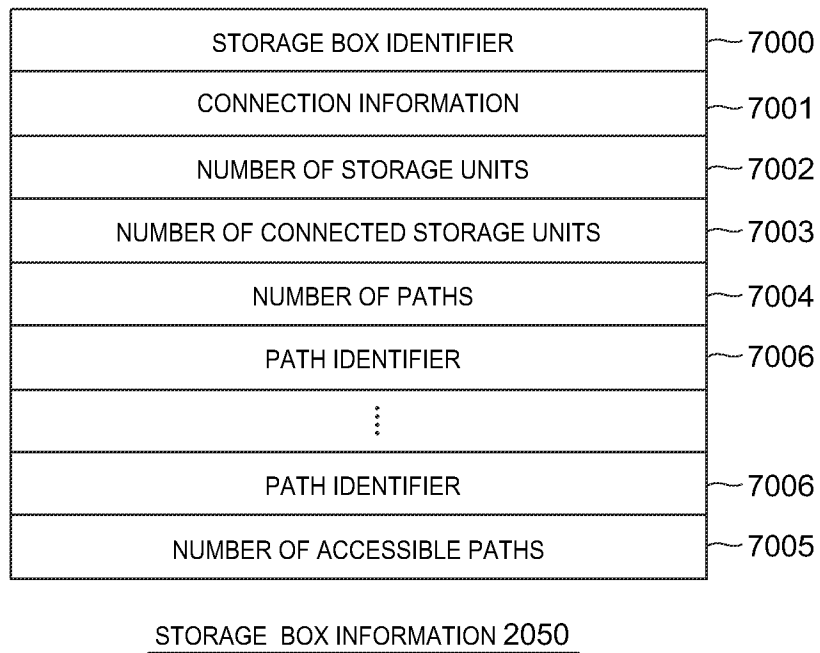 STORAGE BOX IDENTIFIER 7000
CONNECTION INFORMATION 7001
NUMBER OF STORAGE UNITS 7002
NUMBER OF CONNECTED STORAGE UNITS 7003
NUMBER OF PATHS 7004
PATH IDENTIFIER 7006
⋮
PATH IDENTIFIER 7006
NUMBER OF ACCESSIBLE PATHS 7005
STORAGE BOX INFORMATION 2050